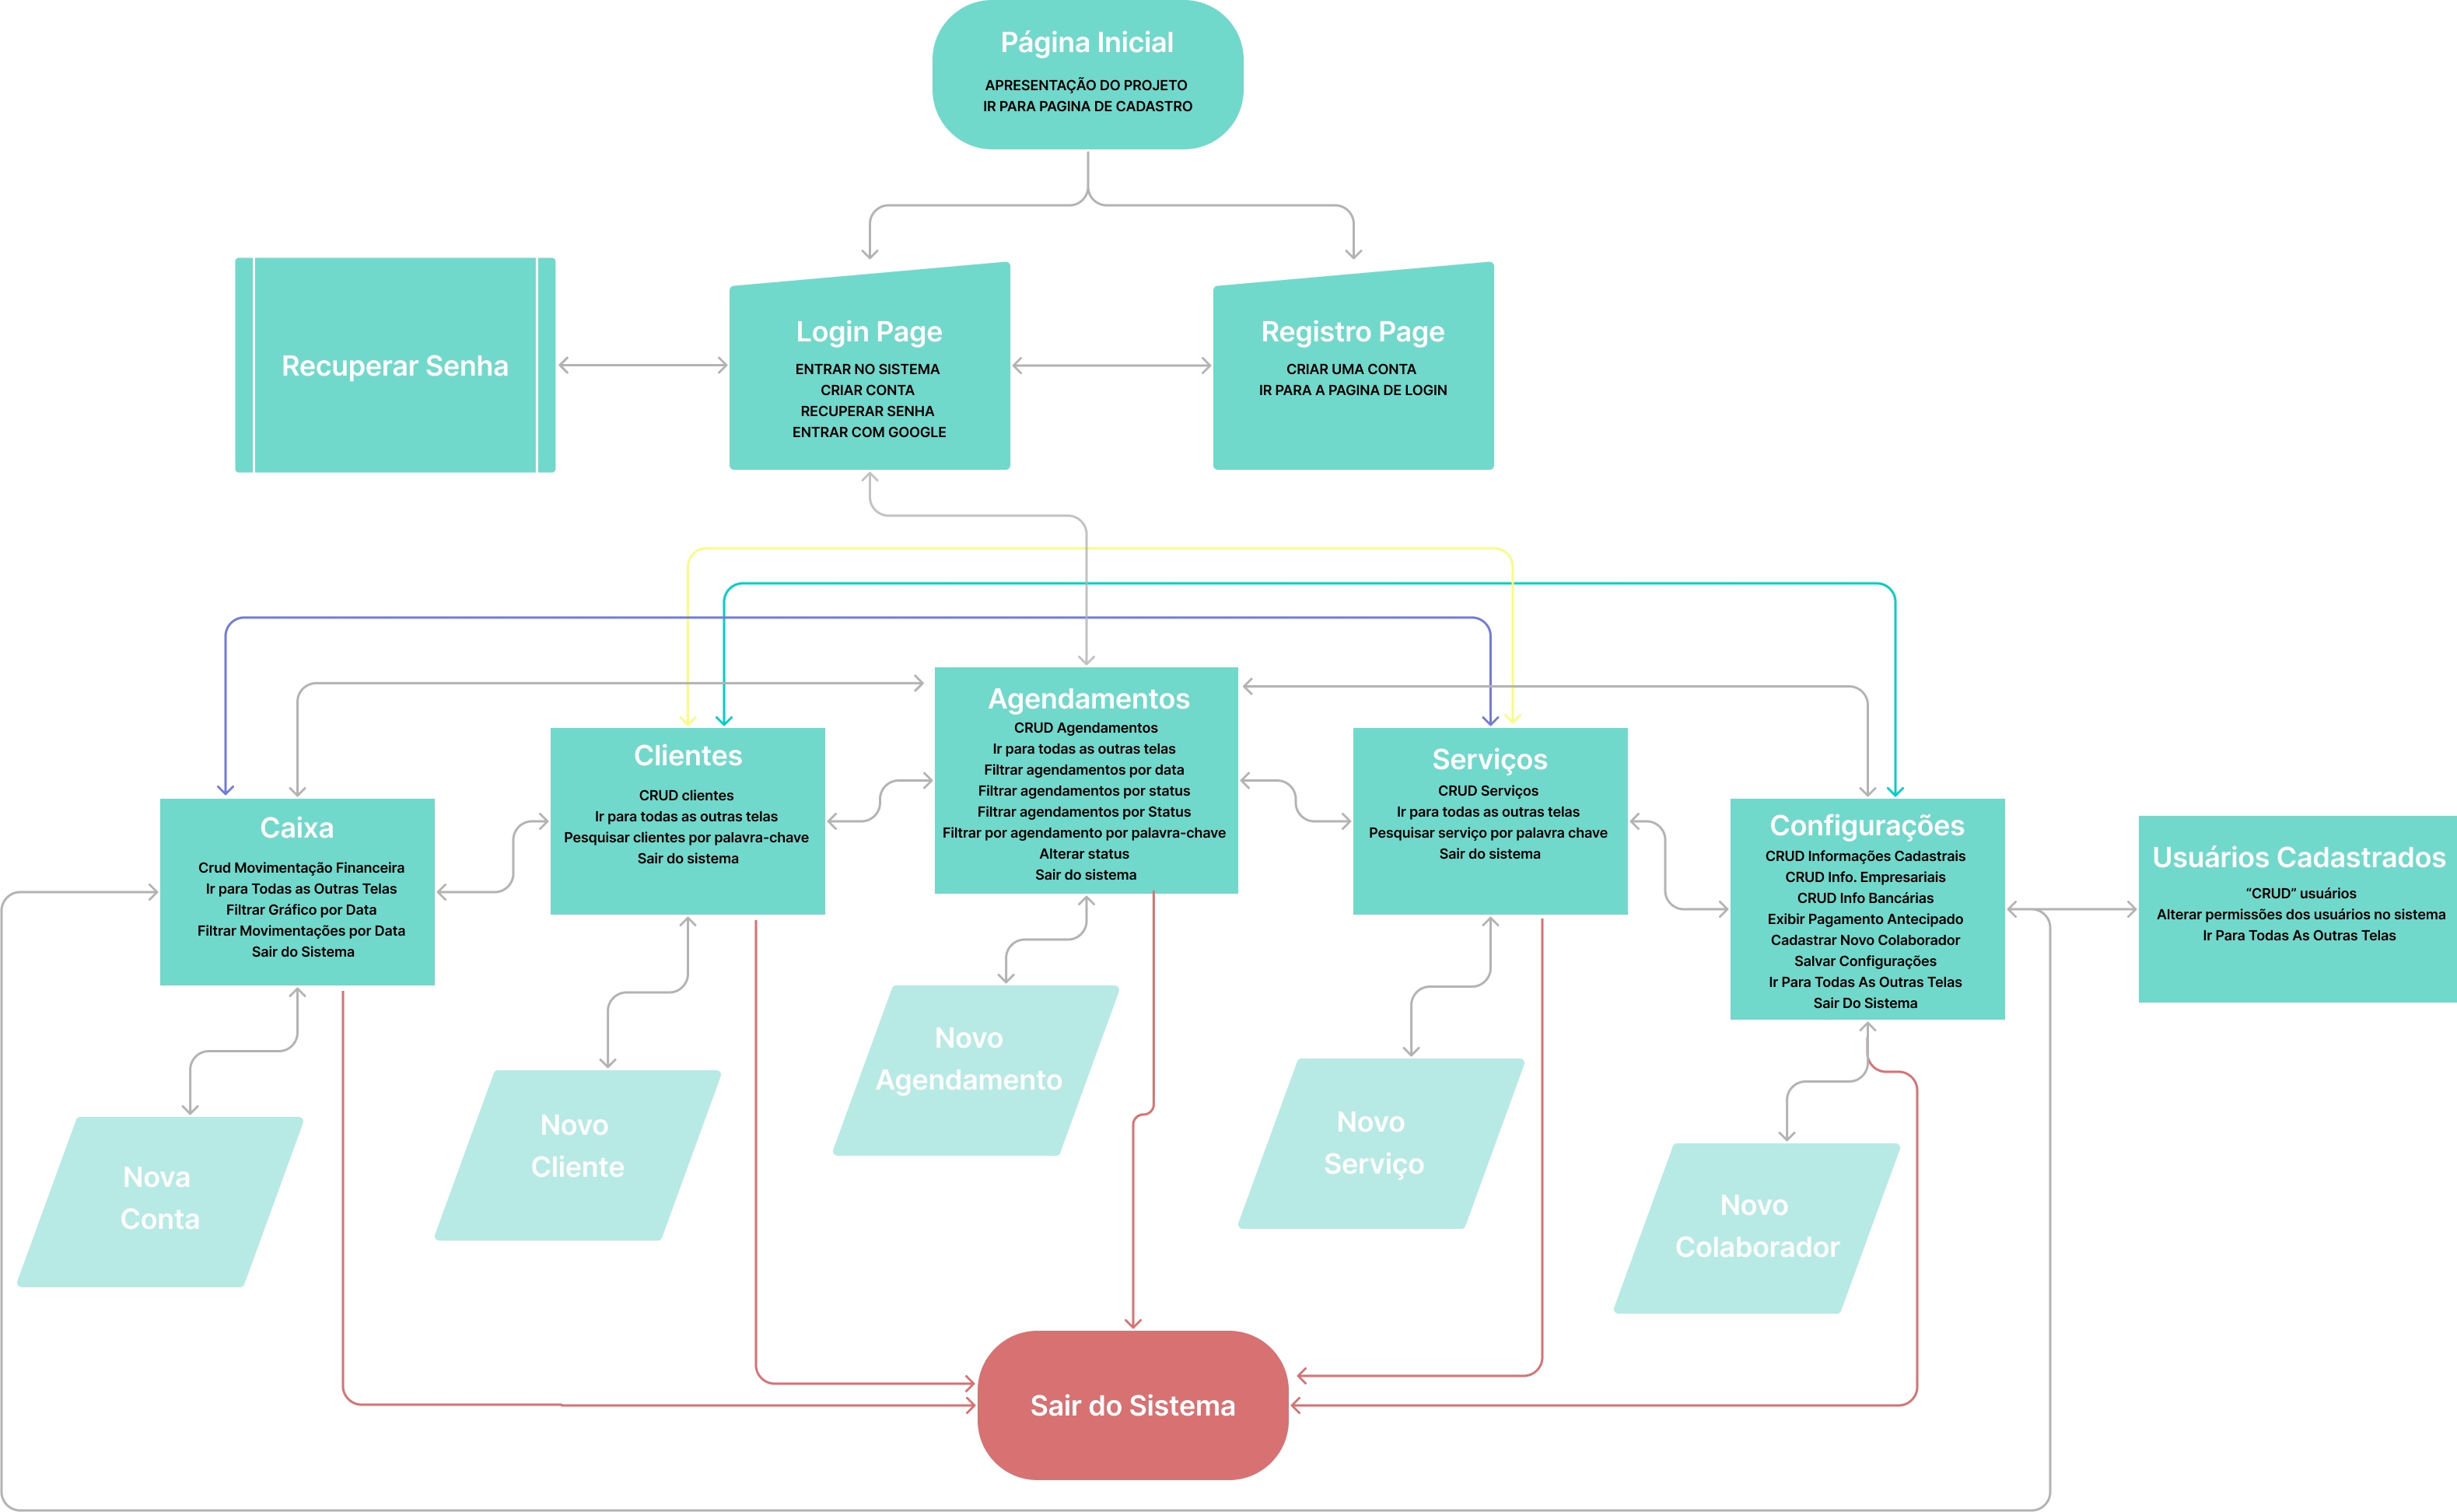 Página Inicial
APRESENTAÇÃO DO PROJETO
IR PARA PAGINA DE CADASTRO
Recuperar Senha
Login Page
ENTRAR NO SISTEMA
CRIAR CONTA
RECUPERAR SENHA
ENTRAR COM GOOGLE
Registro Page
CRIAR UMA CONTA
IR PARA A PAGINA DE LOGIN
Caixa
Crud Movimentação Financeira
Ir para Todas as Outras Telas
Filtrar Gráfico por Data
Filtrar Movimentações por Data
Sair do Sistema
Clientes
CRUD clientes
Ir para todas as outras telas
Pesquisar clientes por palavra-chave
Sair do sistema
Agendamentos
CRUD Agendamentos
Ir para todas as outras telas
Filtrar agendamentos por data
Filtrar agendamentos por status
Filtrar agendamentos por Status
Filtrar por agendamento por palavra-chave
Alterar status
Sair do sistema
Serviços
CRUD Serviços
Ir para todas as outras telas
Pesquisar serviço por palavra chave
Sair do sistema
Configurações
CRUD Informações Cadastrais
CRUD Info. Empresariais
CRUD Info Bancárias
Exibir Pagamento Antecipado
Cadastrar Novo Colaborador
Salvar Configurações
Ir Para Todas As Outras Telas
Sair Do Sistema
Usuários Cadastrados
“CRUD” usuários
Alterar permissões dos usuários no sistema
Ir Para Todas As Outras Telas
Nova
Conta
Novo
Cliente
Novo
Agendamento
Novo
Serviço
Novo
Colaborador
Sair do Sistema